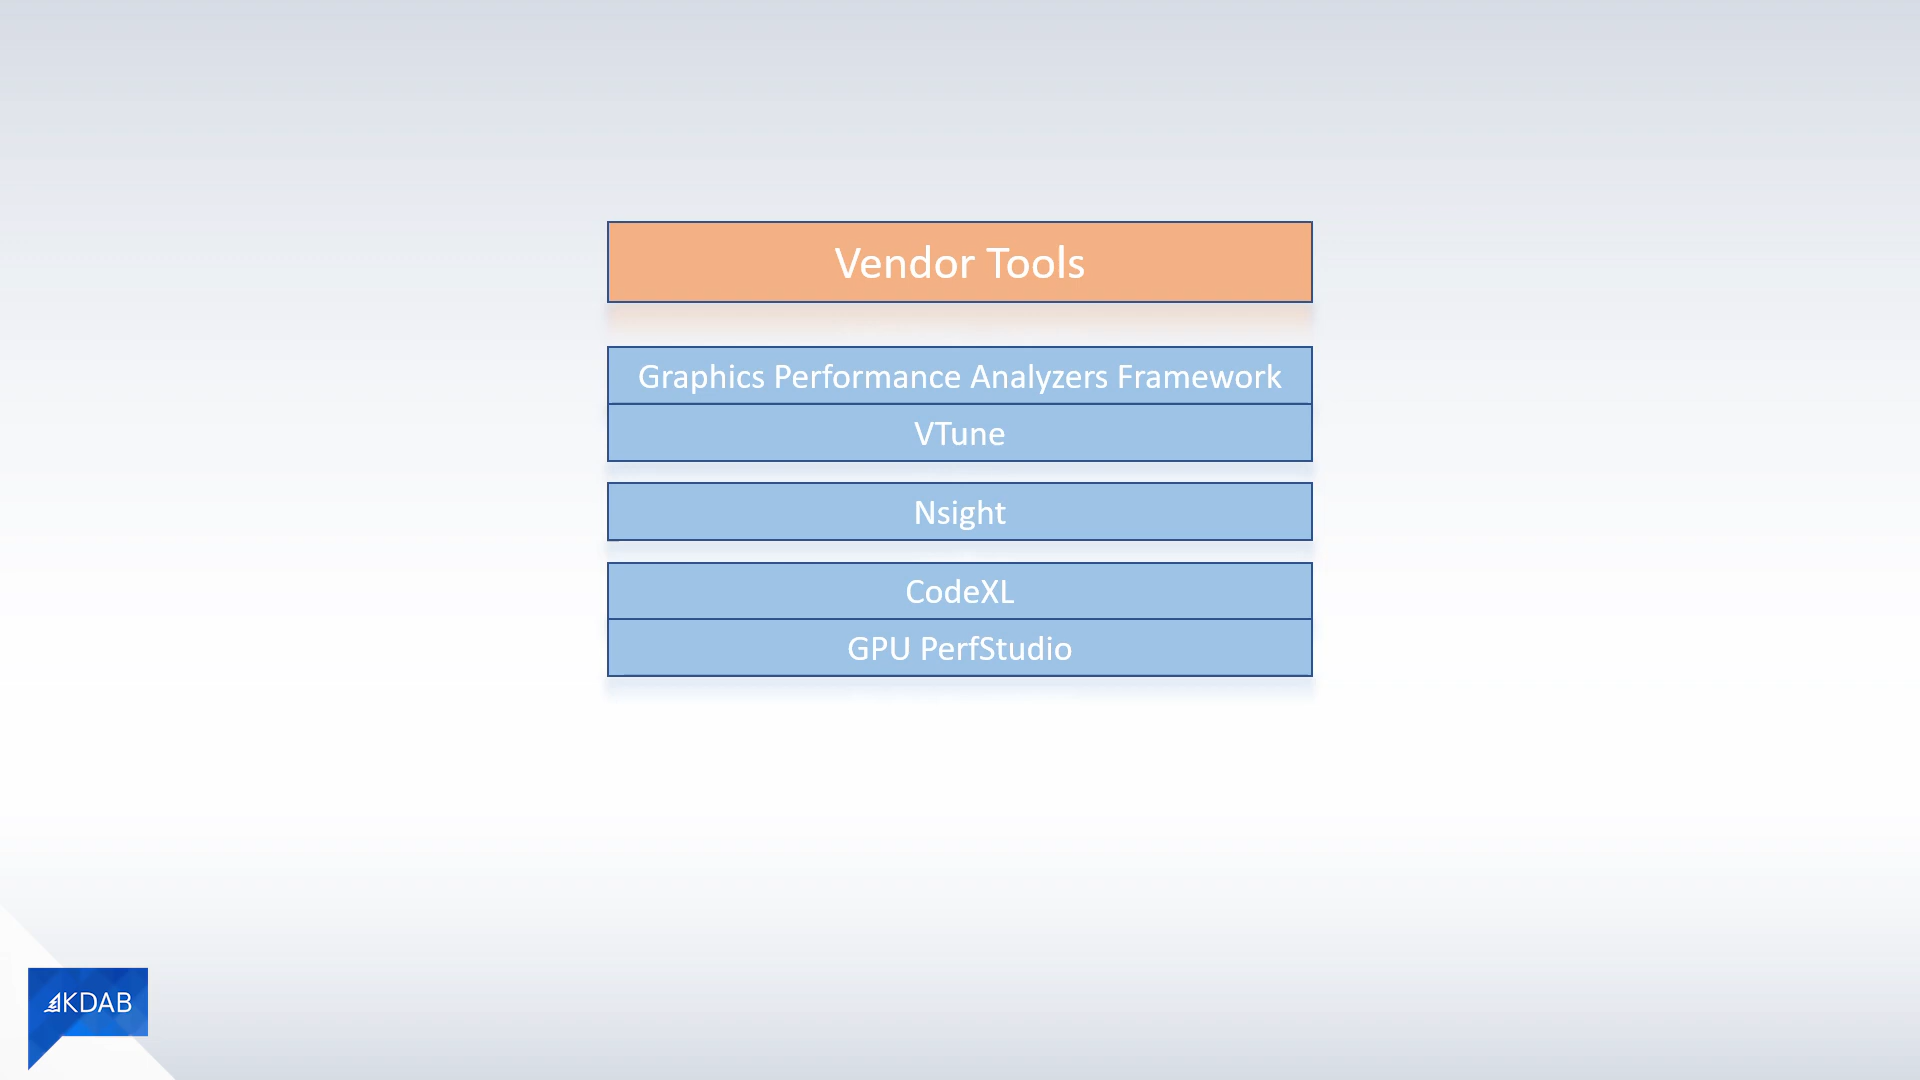 Vendor Tools
Graphics Performance Analyzers Framework
VTune
Nsight
CodeXL
GPU PerfStudio
KDAB